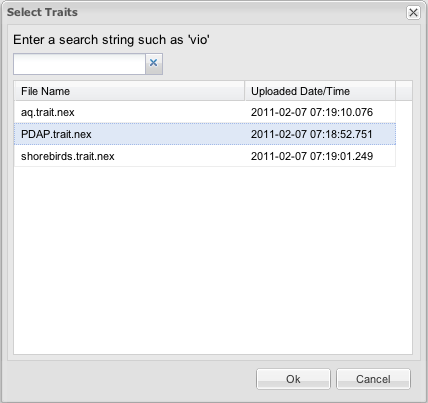 Select Traits
Enter a search string such as 'vio'
File Name Uploaded Date/Time
aq.trait.nex 2011-02-07 07:19:10.076
PDAP.trait.nex 2011-02-07 07:18:52.751
shorebirds.trait.nex 2011-02-07 07:19:01.249
Ok Cancel